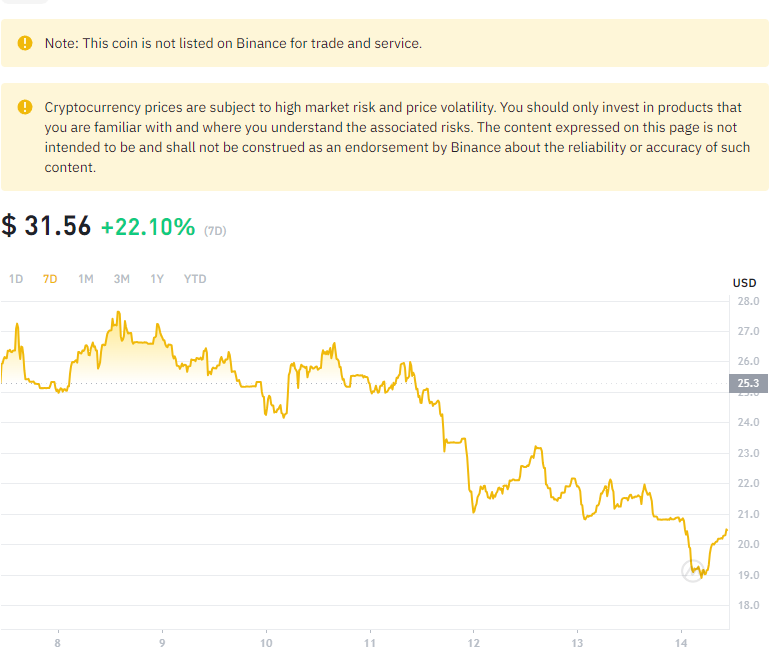 Note: This coin is not listed on Binance for trade and service.
Cryptocurrency prices are subject to high market risk and price volatility. You should only invest in products that
you are familiar with and where you understand the associated risks. The content expressed on this page is not
intended to be and shall not be construed as an endorsement by Binance about the reliability or accuracy of such
content.
$ 31.56 +22.10% (7D)
1D 7D 1M 3M 1Y YTD
USD
28.0
27.0
26.0
25.3
25.0
24.0
23.0
22.0
21.0
20.0
19.0
18.0
8 9 10 11 12 13 14